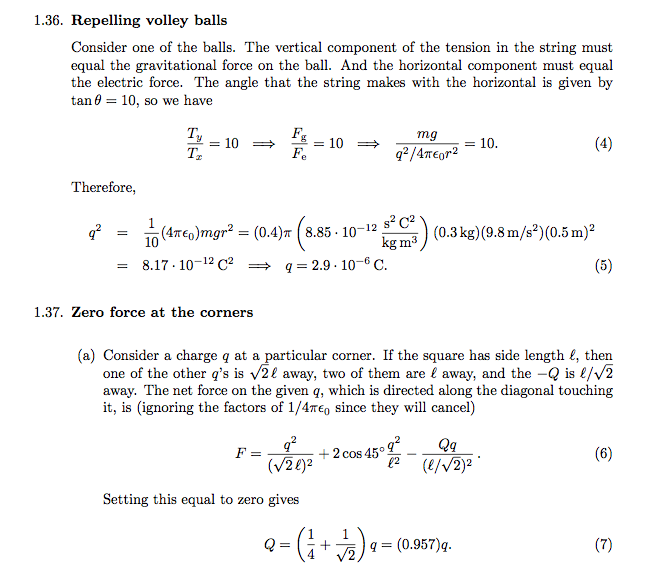 1.36. Repelling volley balls
Consider one of the balls. The vertical component of the tension in the string must
equal the gravitational force on the ball. And the horizontal component must equal
the electric force. The angle that the string makes with the horizontal is given by
tan θ = 10, so we have
T_y/T_x = 10 ⟹ F_g/F_e = 10 ⟹ mg/(q²/4πϵ₀r²) = 10. (4)
Therefore,
q² = 1/10 (4πϵ₀)mgr² = (0.4)π (8.85 · 10⁻¹² s² C²/kg m³) (0.3 kg)(9.8 m/s²)(0.5 m)²
= 8.17 · 10⁻¹² C² ⟹ q = 2.9 · 10⁻⁶ C. (5)
1.37. Zero force at the corners
(a) Consider a charge q at a particular corner. If the square has side length ℓ, then
one of the other q's is √2 ℓ away, two of them are ℓ away, and the −Q is ℓ/√2
away. The net force on the given q, which is directed along the diagonal touching
it, is (ignoring the factors of 1/4πϵ₀ since they will cancel)
F = q²/(√2 ℓ)² + 2 cos 45° q²/ℓ² − Qq/(ℓ/√2)² . (6)
Setting this equal to zero gives
Q = (1/4 + 1/√2) q = (0.957)q. (7)